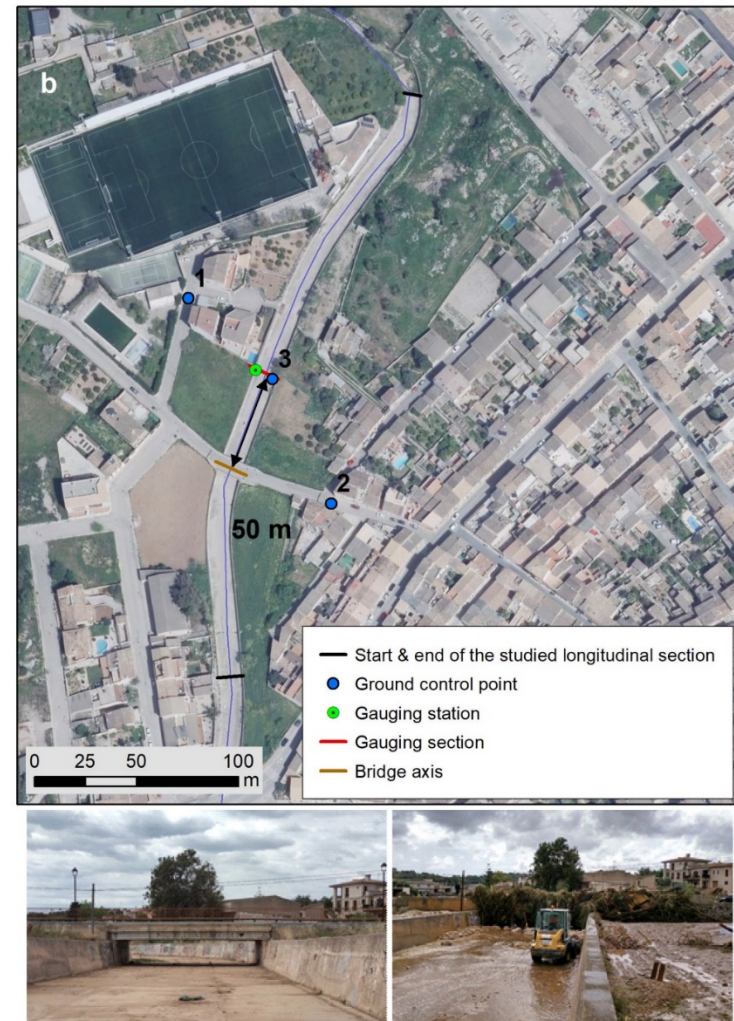 b
1
3
2
50 m
Start & end of the studied longitudinal section
Ground control point
Gauging station
Gauging section
Bridge axis
0 25 50 100
m